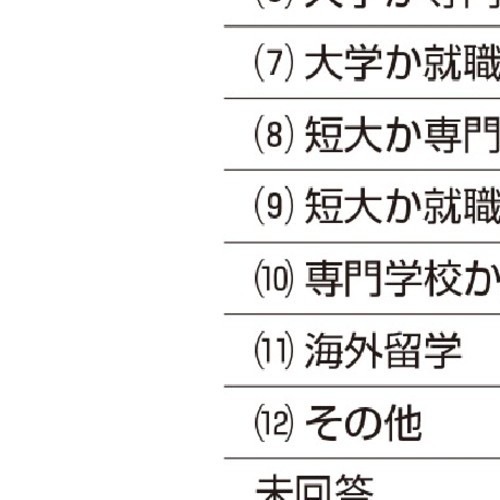 (7) 大学か就職
(8) 短大か専門
(9) 短大か就職
(10) 専門学校か
(11) 海外留学
(12) その他
未回答